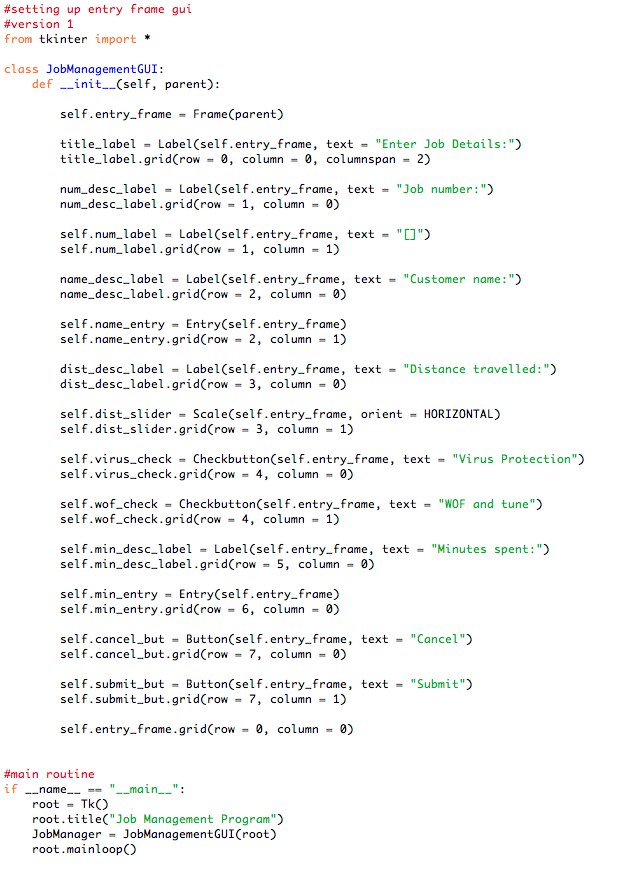 #setting up entry frame gui
#version 1
from tkinter import *

class JobManagementGUI:
    def __init__(self, parent):

        self.entry_frame = Frame(parent)

        title_label = Label(self.entry_frame, text = "Enter Job Details:")
        title_label.grid(row = 0, column = 0, columnspan = 2)

        num_desc_label = Label(self.entry_frame, text = "Job number:")
        num_desc_label.grid(row = 1, column = 0)

        self.num_label = Label(self.entry_frame, text = "[]")
        self.num_label.grid(row = 1, column = 1)

        name_desc_label = Label(self.entry_frame, text = "Customer name:")
        name_desc_label.grid(row = 2, column = 0)

        self.name_entry = Entry(self.entry_frame)
        self.name_entry.grid(row = 2, column = 1)

        dist_desc_label = Label(self.entry_frame, text = "Distance travelled:")
        dist_desc_label.grid(row = 3, column = 0)

        self.dist_slider = Scale(self.entry_frame, orient = HORIZONTAL)
        self.dist_slider.grid(row = 3, column = 1)

        self.virus_check = Checkbutton(self.entry_frame, text = "Virus Protection")
        self.virus_check.grid(row = 4, column = 0)

        self.wof_check = Checkbutton(self.entry_frame, text = "WOF and tune")
        self.wof_check.grid(row = 4, column = 1)

        self.min_desc_label = Label(self.entry_frame, text = "Minutes spent:")
        self.min_desc_label.grid(row = 5, column = 0)

        self.min_entry = Entry(self.entry_frame)
        self.min_entry.grid(row = 6, column = 0)

        self.cancel_but = Button(self.entry_frame, text = "Cancel")
        self.cancel_but.grid(row = 7, column = 0)

        self.submit_but = Button(self.entry_frame, text = "Submit")
        self.submit_but.grid(row = 7, column = 1)

        self.entry_frame.grid(row = 0, column = 0)


#main routine
if __name__ == "__main__":
    root = Tk()
    root.title("Job Management Program")
    JobManager = JobManagementGUI(root)
    root.mainloop()